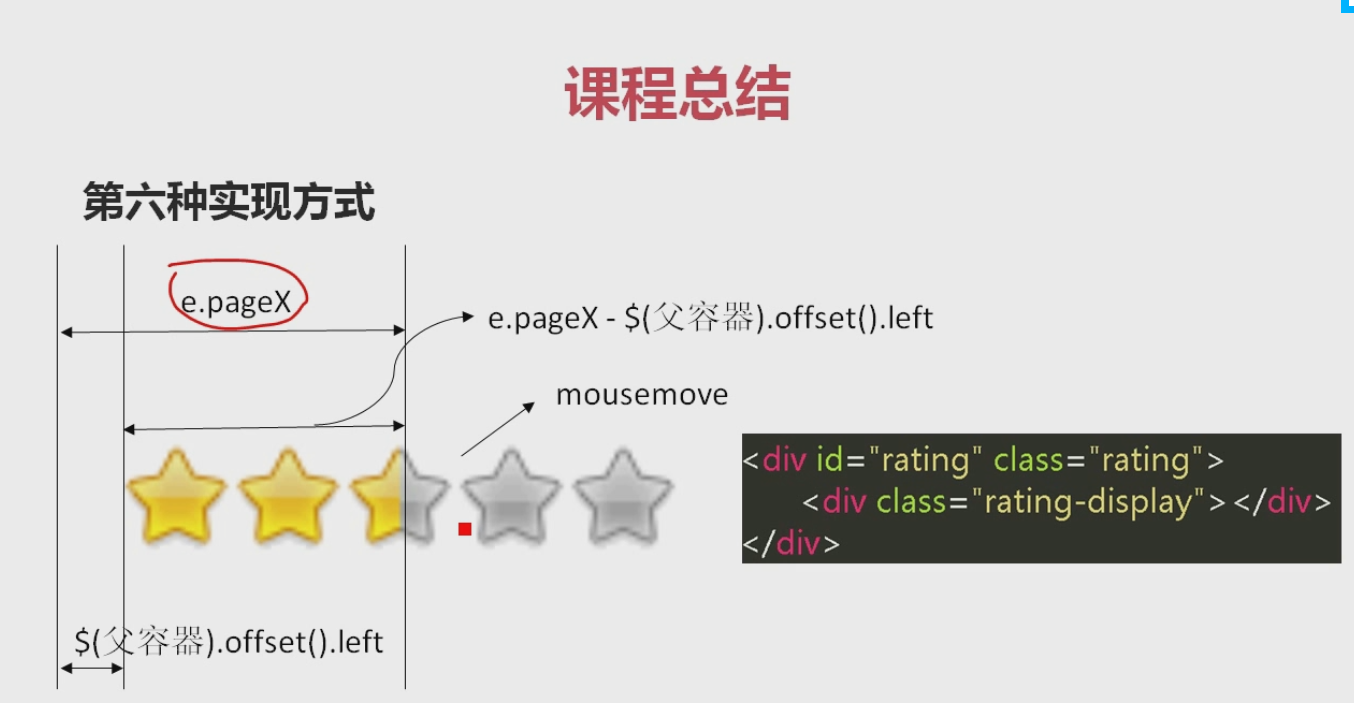 课程总结
第六种实现方式
e.pageX
e.pageX - $(父容器).offset().left
mousemove
<div id="rating" class="rating">
<div class="rating-display"></div>
</div>
$(父容器).offset().left